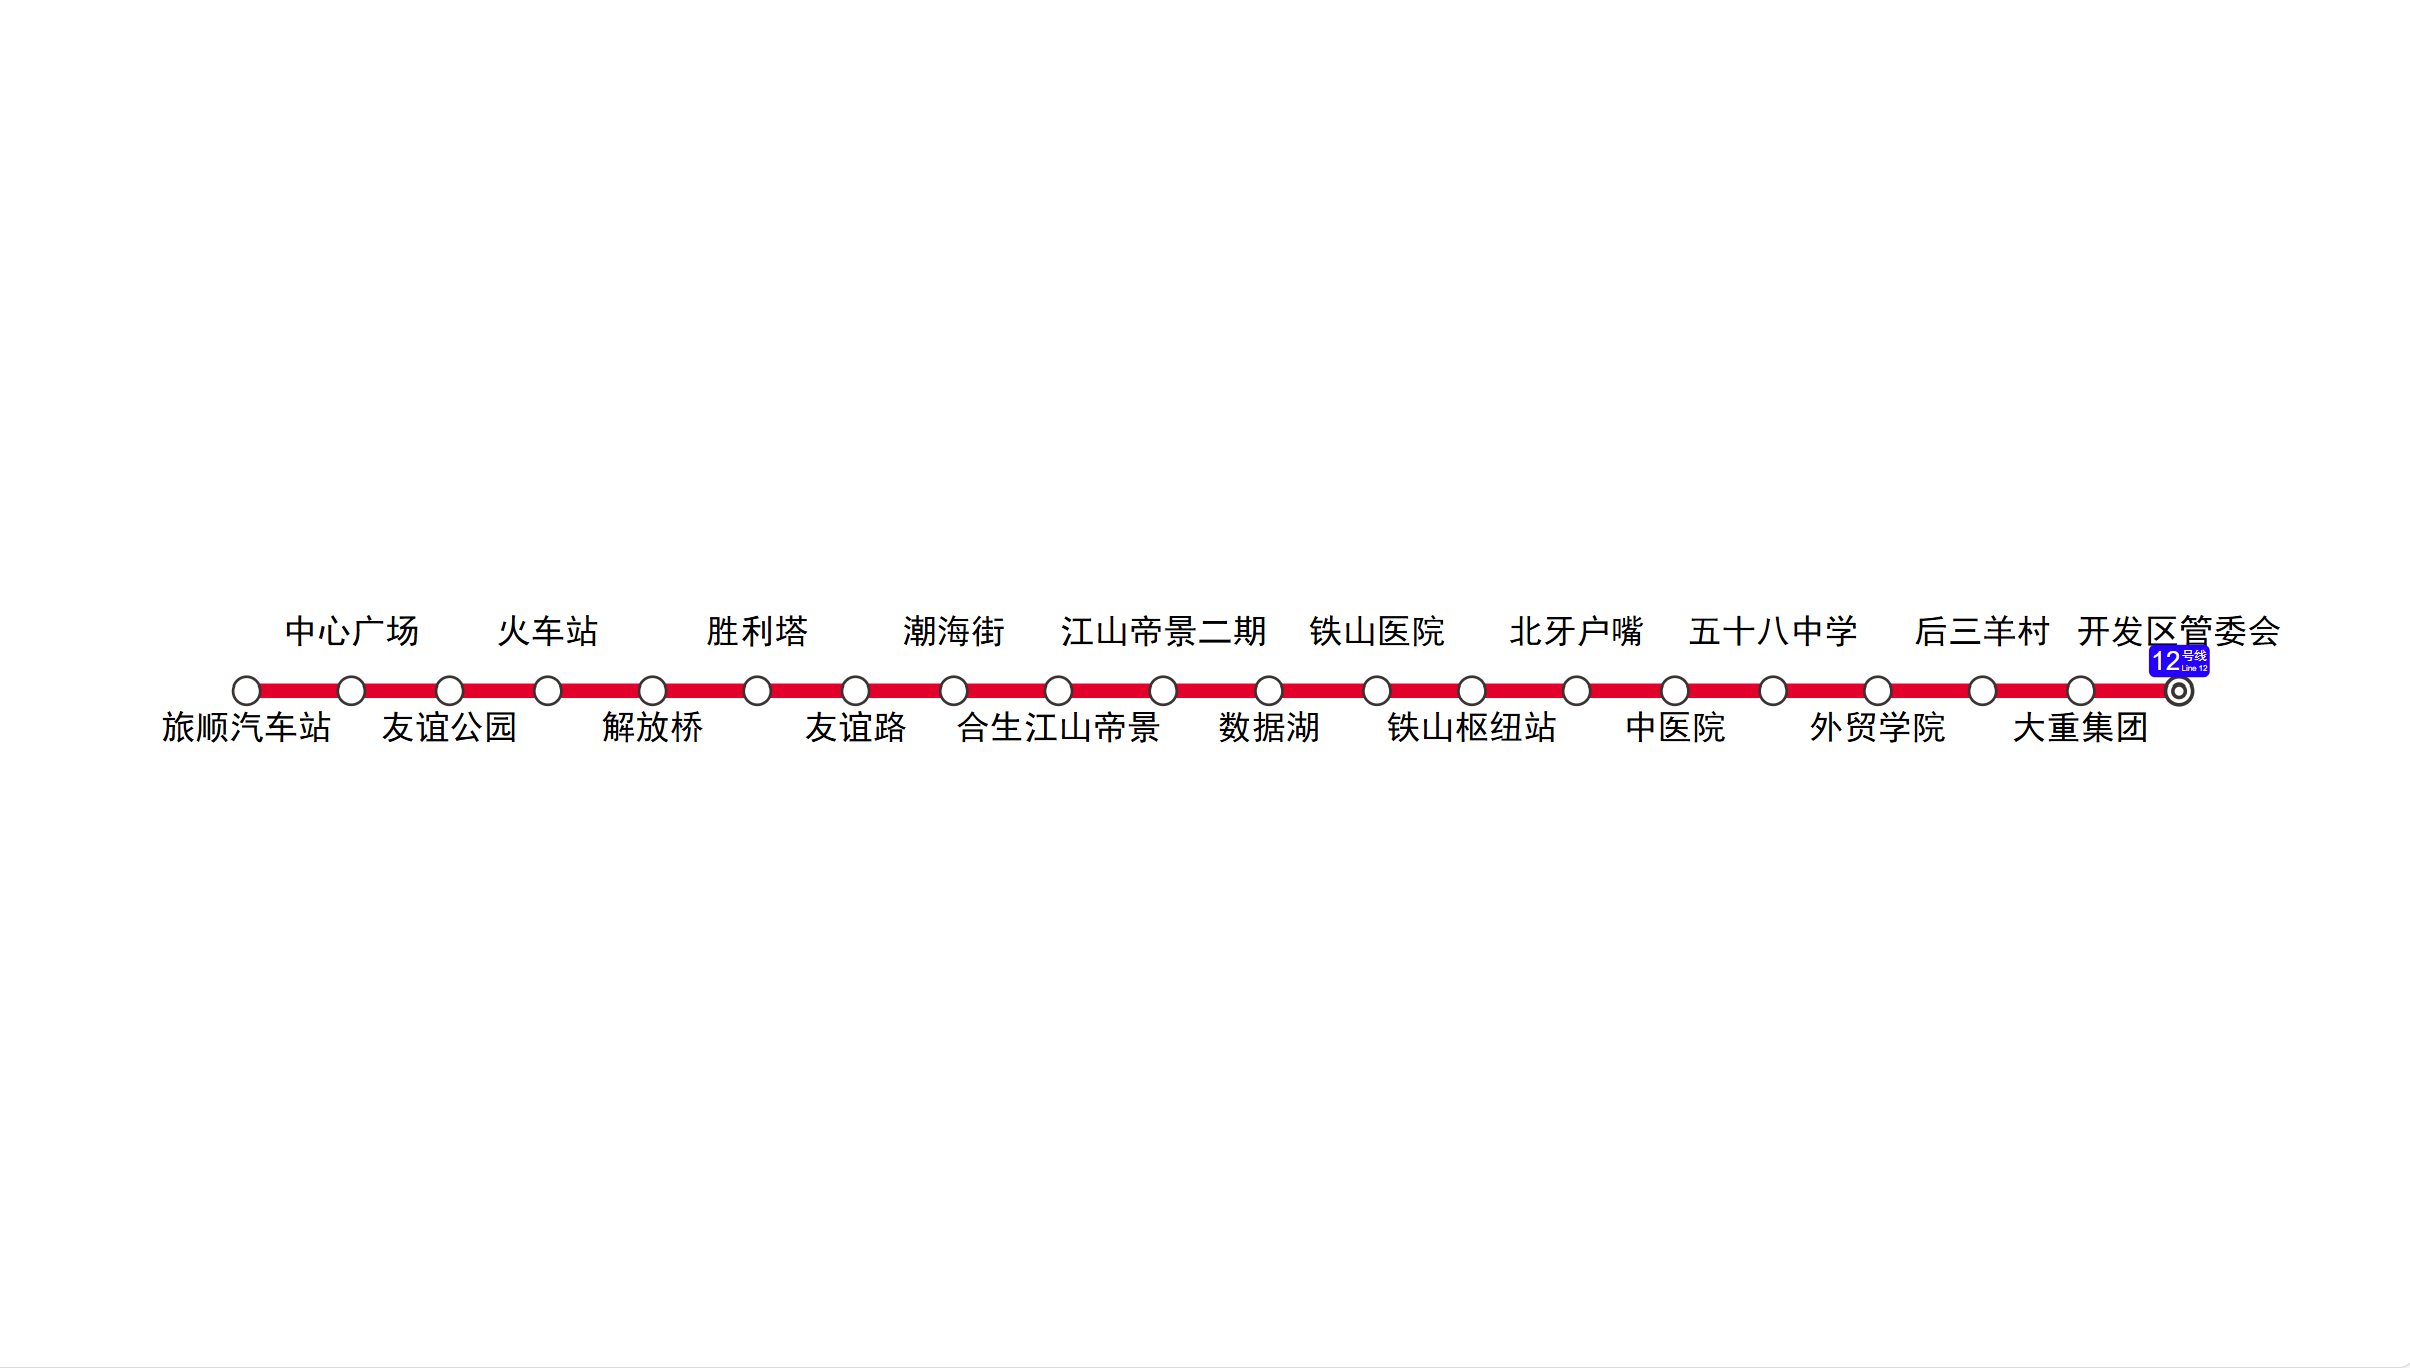 中心广场
火车站
胜利塔
潮海街
江山帝景二期
铁山医院
北牙户嘴
五十八中学
后三羊村
开发区管委会
12号线
Line 12
旅顺汽车站
友谊公园
解放桥
友谊路
合生江山帝景
数据湖
铁山枢纽站
中医院
外贸学院
大重集团